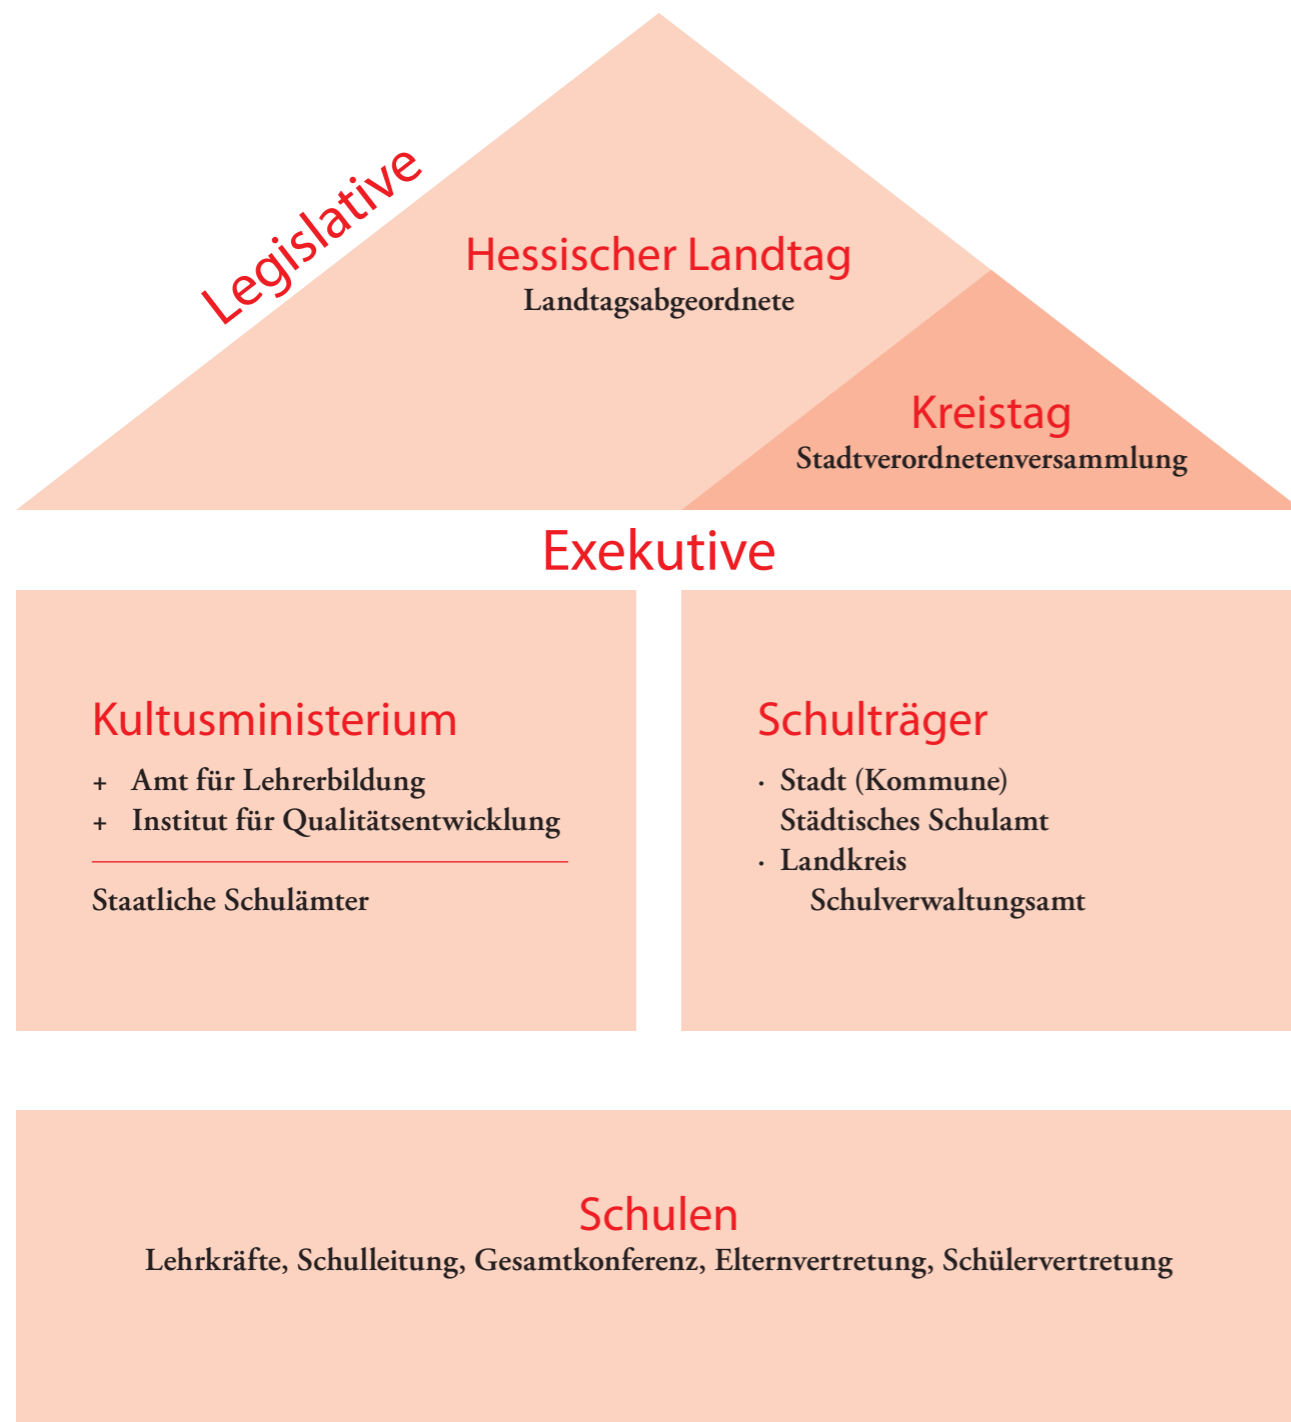 Legislative
Hessischer Landtag
Landtagsabgeordnete
Kreistag
Stadtverordnetenversammlung
Exekutive
Kultusministerium
+ Amt für Lehrerbildung
+ Institut für Qualitätsentwicklung
Staatliche Schulämter
Schulträger
· Stadt (Kommune)
Städtisches Schulamt
· Landkreis
Schulverwaltungsamt
Schulen
Lehrkräfte, Schulleitung, Gesamtkonferenz, Elternvertretung, Schülervertretung